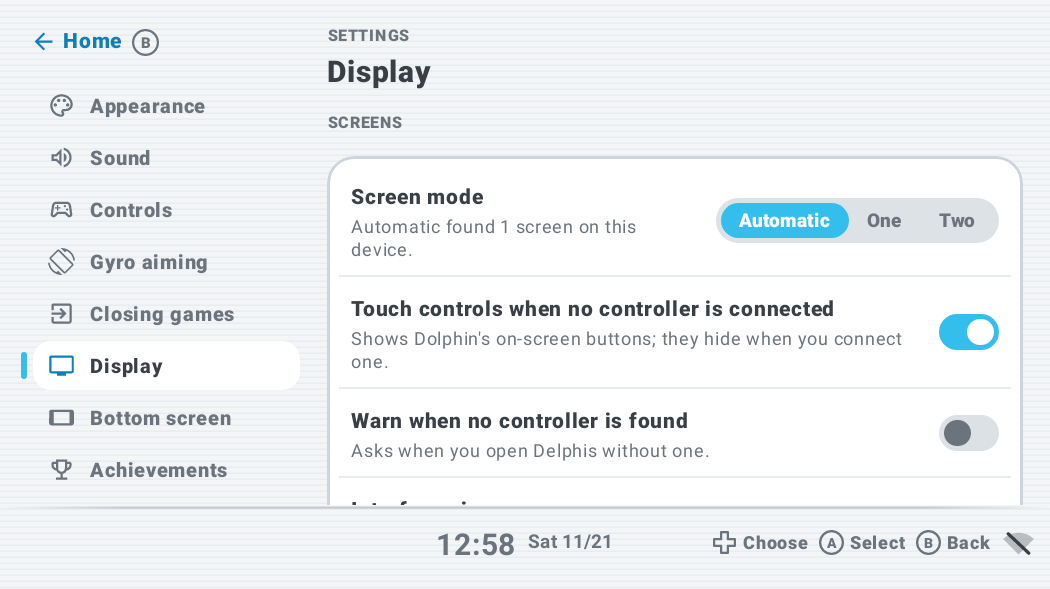 Home B
Appearance
Sound
Controls
Gyro aiming
Closing games
Display
Bottom screen
Achievements
SETTINGS
Display
SCREENS
Screen mode
Automatic found 1 screen on this
device.
Automatic One Two
Touch controls when no controller is connected
Shows Dolphin's on-screen buttons; they hide when you connect
one.
Warn when no controller is found
Asks when you open Delphis without one.
12:58 Sat 11/21
Choose A Select B Back